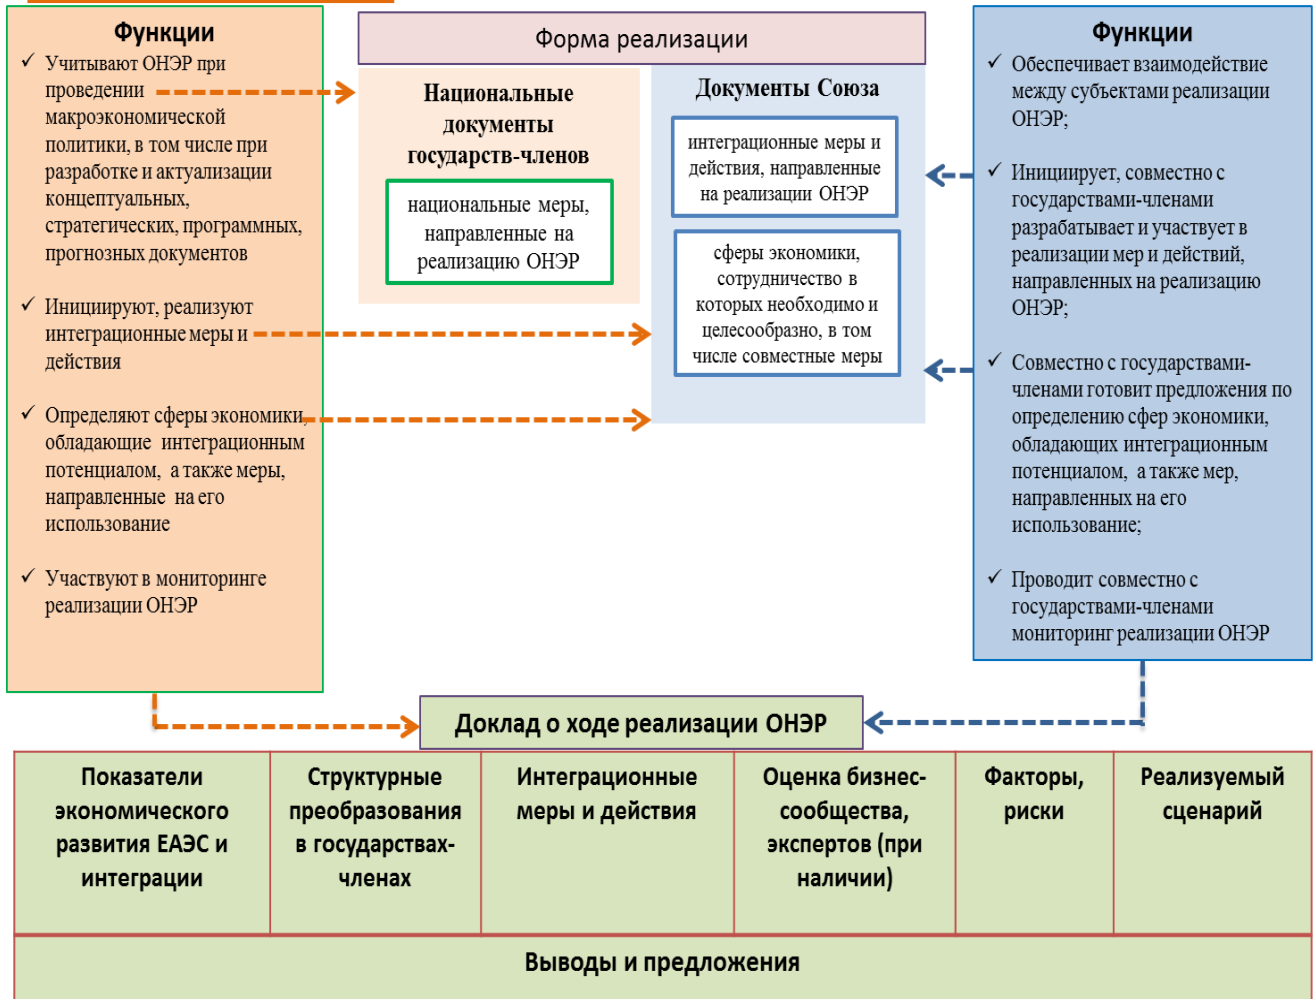 Функции
✓ Учитывают ОНЭР при
проведении
макроэкономической
политики, в том числе при
разработке и актуализации
концептуальных,
стратегических, программных,
прогнозных документов
✓ Инициируют, реализуют
интеграционные меры и
действия
✓ Определяют сферы экономики,
обладающие интеграционным
потенциалом, а также меры,
направленные на его
использование
✓ Участвуют в мониторинге
реализации ОНЭР
Форма реализации
Национальные
документы
государств-членов
национальные меры,
направленные на
реализацию ОНЭР
Документы Союза
интеграционные меры и
действия, направленные
на реализации ОНЭР
сферы экономики,
сотрудничество в
которых необходимо и
целесообразно, в том
числе совместные меры
Функции
✓ Обеспечивает взаимодействие
между субъектами реализации
ОНЭР;
✓ Инициирует, совместно с
государствами-членами
разрабатывает и участвует в
реализации мер и действий,
направленных на реализацию
ОНЭР;
✓ Совместно с государствами-
членами готовит предложения по
определению сфер экономики,
обладающих интеграционным
потенциалом, а также мер,
направленных на его
использование;
✓ Проводит совместно с
государствами-членами
мониторинг реализации ОНЭР
Доклад о ходе реализации ОНЭР
Показатели
экономического
развития ЕАЭС и
интеграции
Структурные
преобразования
в государствах-
членах
Интеграционные
меры и действия
Оценка бизнес-
сообщества,
экспертов (при
наличии)
Факторы,
риски
Реализуемый
сценарий
Выводы и предложения